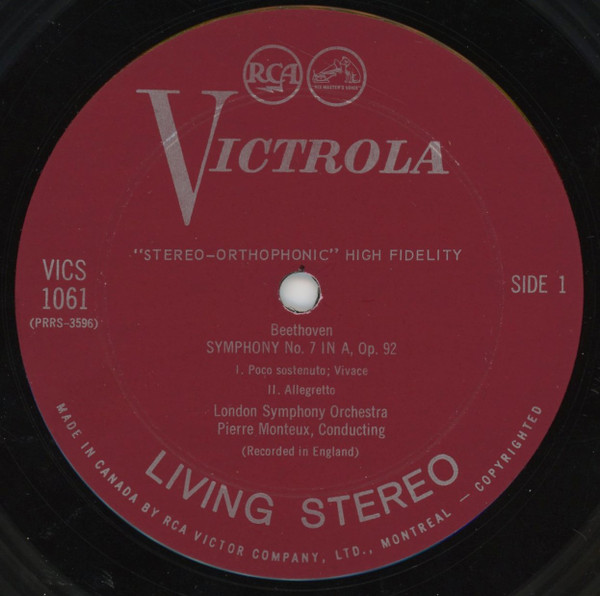 RCA
"HIS MASTER'S VOICE"
VICTROLA
"STEREO-ORTHOPHONIC" HIGH FIDELITY
VICS
1061
(PRRS-3596)
SIDE 1
Beethoven
SYMPHONY No. 7 IN A, Op. 92
I. Poco sostenuto; Vivace
II. Allegretto
London Symphony Orchestra
Pierre Monteux, Conducting
(Recorded in England)
LIVING STEREO
MADE IN CANADA BY RCA VICTOR COMPANY, LTD., MONTREAL — COPYRIGHTED